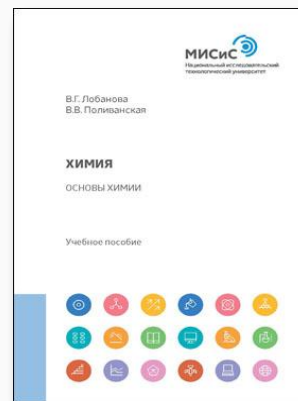 МИСиС
Национальный исследовательский
технологический университет
В.Г. Лобанова
В.В. Поливанская
ХИМИЯ
ОСНОВЫ ХИМИИ
Учебное пособие